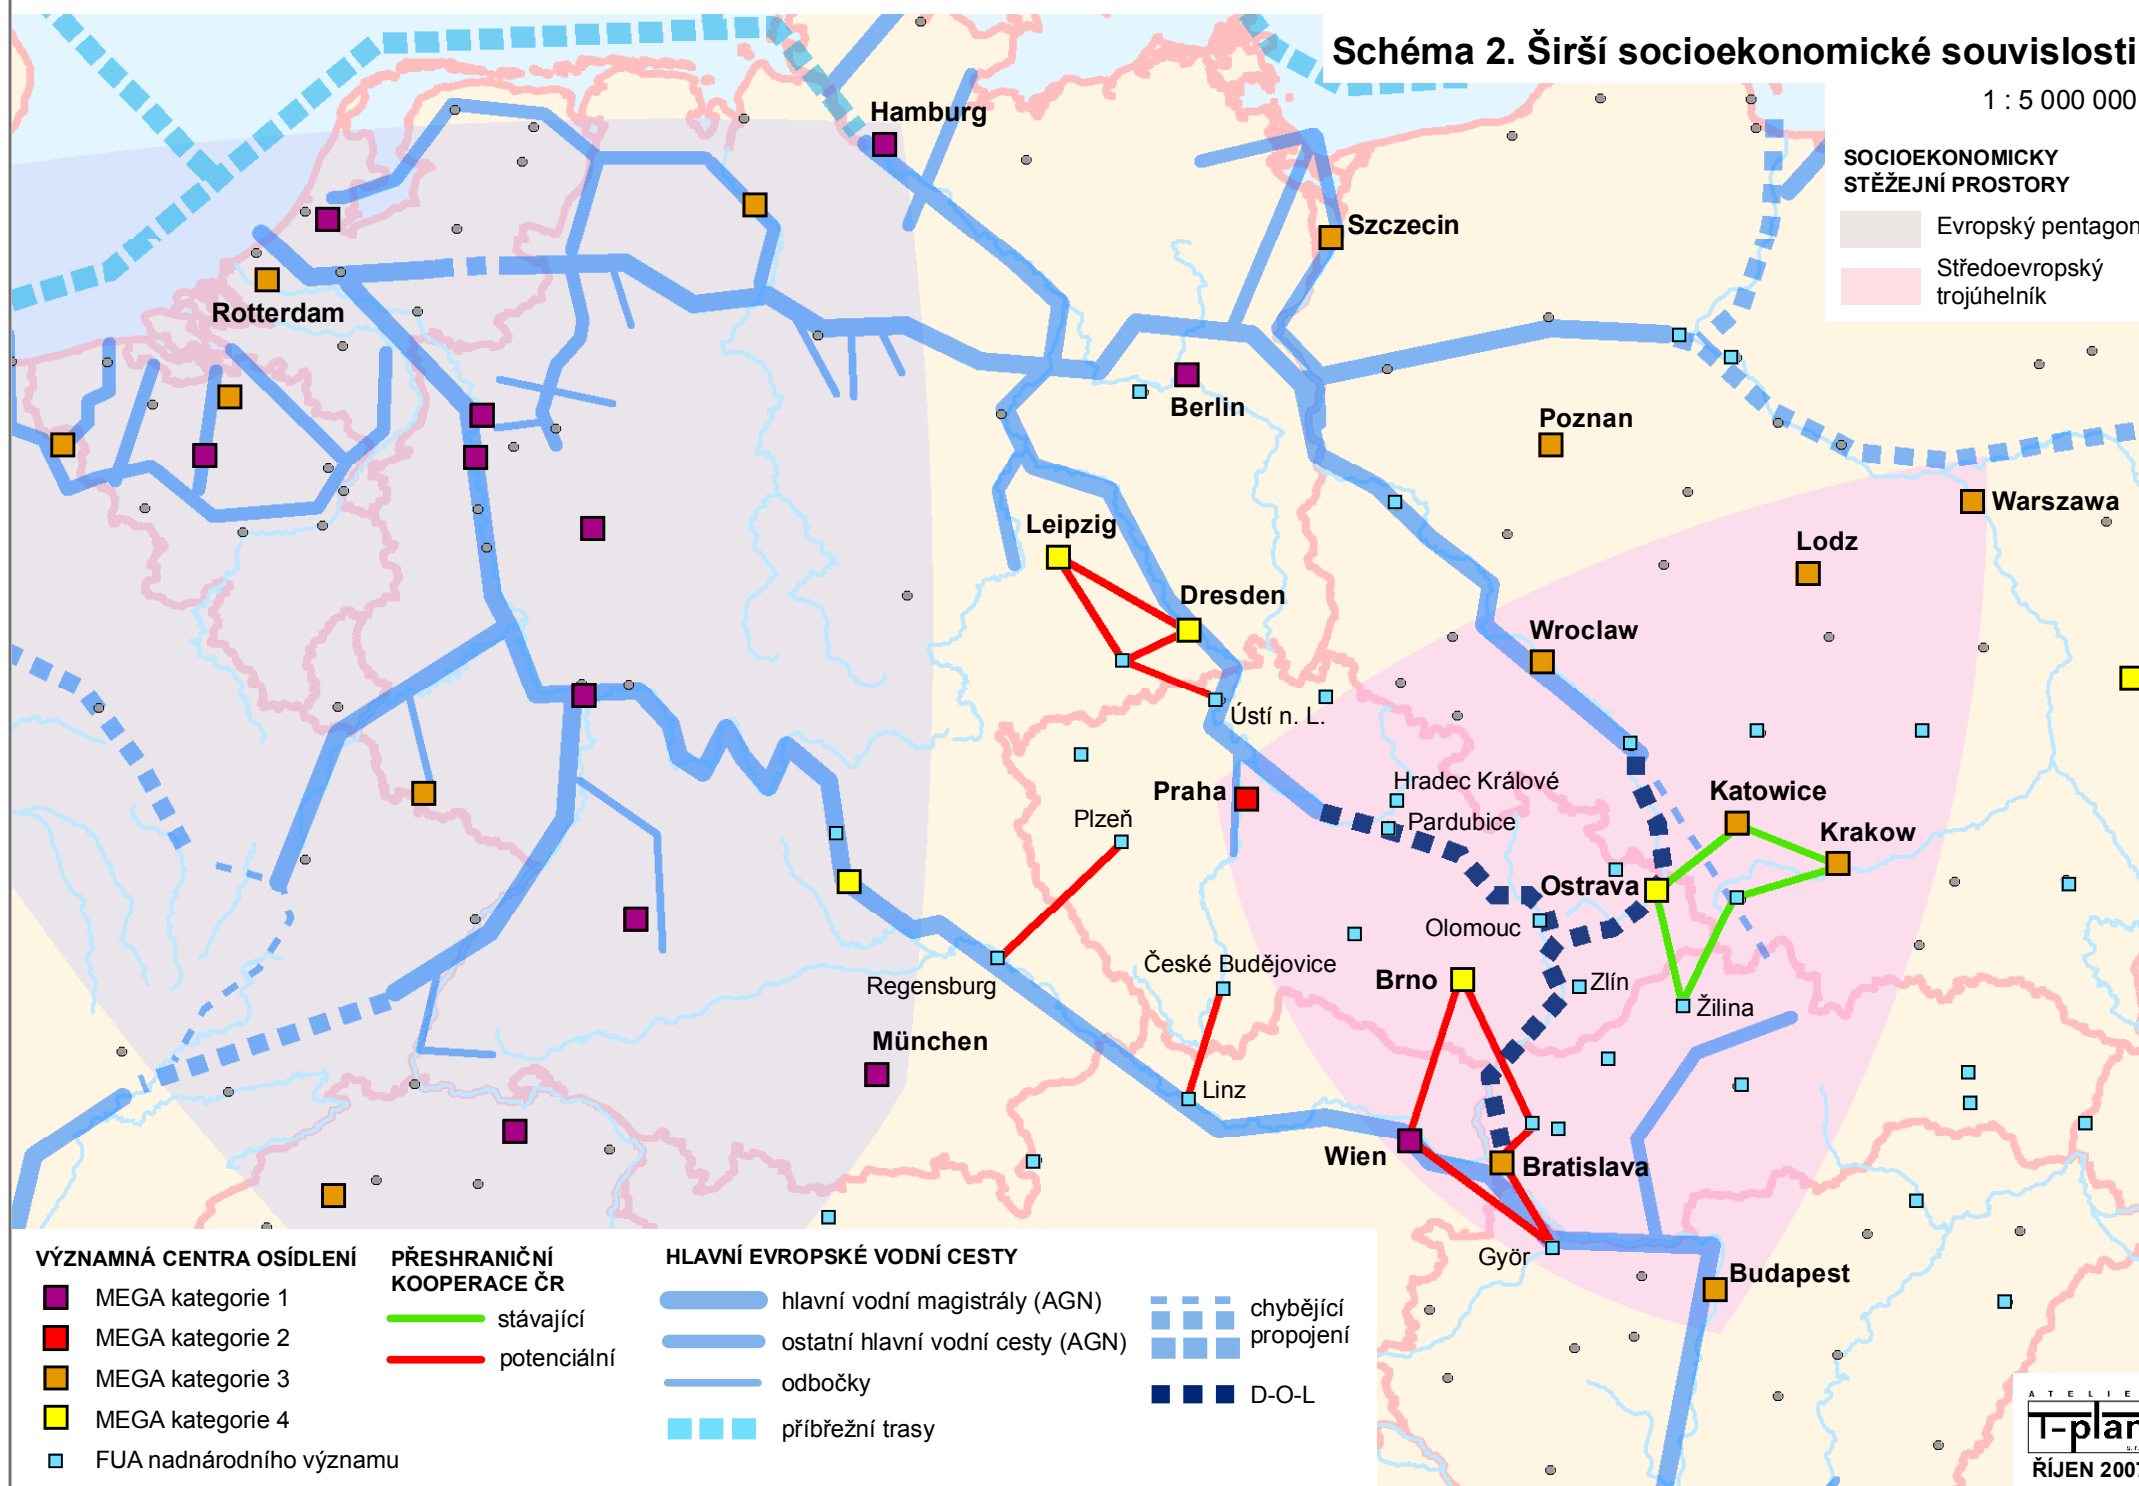 Schéma 2. Širší socioekonomické souvislosti
1 : 5 000 000
SOCIOEKONOMICKY
STĚŽEJNÍ PROSTORY
Evropský pentagon
Středoevropský
trojúhelník
Hamburg
Szczecin
Rotterdam
Berlin
Poznan
Warszawa
Leipzig
Lodz
Dresden
Wroclaw
Ústí n. L.
Hradec Králové
Praha
Katowice
Plzeň
Pardubice
Krakow
Ostrava
Olomouc
České Budějovice
Brno
Zlín
Regensburg
Žilina
München
Linz
Wien
Bratislava
Györ
Budapest
VÝZNAMNÁ CENTRA OSÍDLENÍ
MEGA kategorie 1
MEGA kategorie 2
MEGA kategorie 3
MEGA kategorie 4
FUA nadnárodního významu
PŘESHRANIČNÍ
KOOPERACE ČR
stávající
potenciální
HLAVNÍ EVROPSKÉ VODNÍ CESTY
hlavní vodní magistrály (AGN)
ostatní hlavní vodní cesty (AGN)
odbočky
příbřežní trasy
chybějící
propojení
D-O-L
ATELIE
T-plan
ŘÍJEN 2007